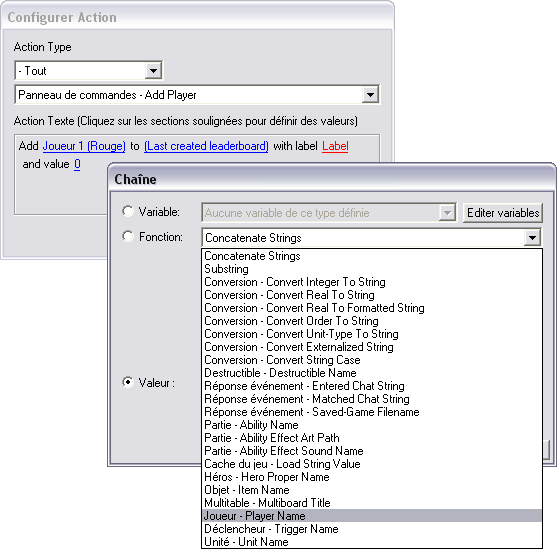 Configurer Action
Action Type
- Tout
Panneau de commandes - Add Player
Action Texte (Cliquez sur les sections soulignées pour définir des valeurs)
Add Joueur 1 (Rouge) to (Last created leaderboard) with label Label
and value 0
Chaîne
Variable: Aucune variable de ce type définie Editer variables
Fonction: Concatenate Strings
Concatenate Strings
Substring
Conversion - Convert Integer To String
Conversion - Convert Real To String
Conversion - Convert Real To Formatted String
Conversion - Convert Order To String
Conversion - Convert Unit-Type To String
Conversion - Convert Externalized String
Conversion - Convert String Case
Destructible - Destructible Name
Valeur :
Réponse événement - Entered Chat String
Réponse événement - Matched Chat String
Réponse événement - Saved-Game Filename
Partie - Ability Name
Partie - Ability Effect Art Path
Partie - Ability Effect Sound Name
Cache du jeu - Load String Value
Héros - Hero Proper Name
Objet - Item Name
Multitable - Multiboard Title
Joueur - Player Name
Déclencheur - Trigger Name
Unité - Unit Name